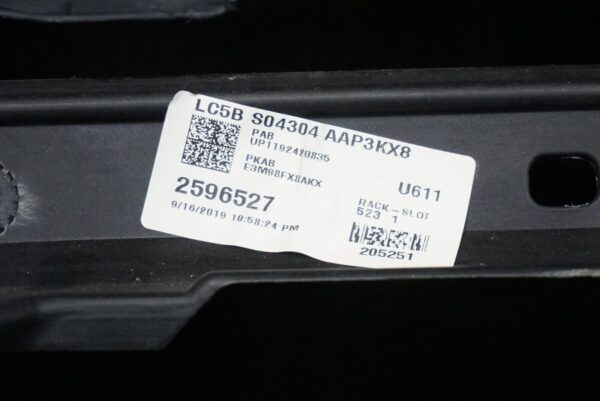 LC5B S04304 AAP3KX8
PAB
UP1192420835
PKAB
E3M98FX8AKX
2596527
U611
RACK-SLOT
523 1
9/16/2019 10:58:24 PM
205251